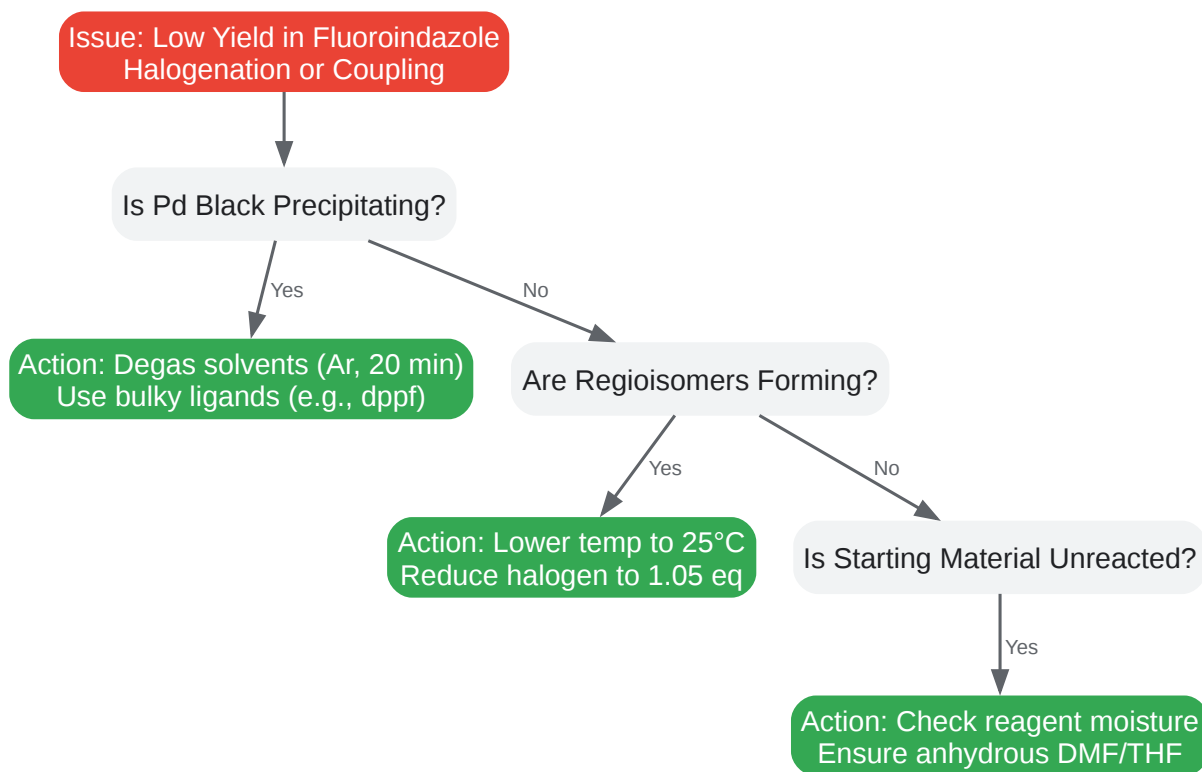 Issue: Low Yield in Fluoroindazole
Halogenation or Coupling
Is Pd Black Precipitating?
Yes
No
Action: Degas solvents (Ar, 20 min)
Use bulky ligands (e.g., dppf)
Are Regioisomers Forming?
Yes
No
Action: Lower temp to 25°C
Reduce halogen to 1.05 eq
Is Starting Material Unreacted?
Yes
Action: Check reagent moisture
Ensure anhydrous DMF/THF